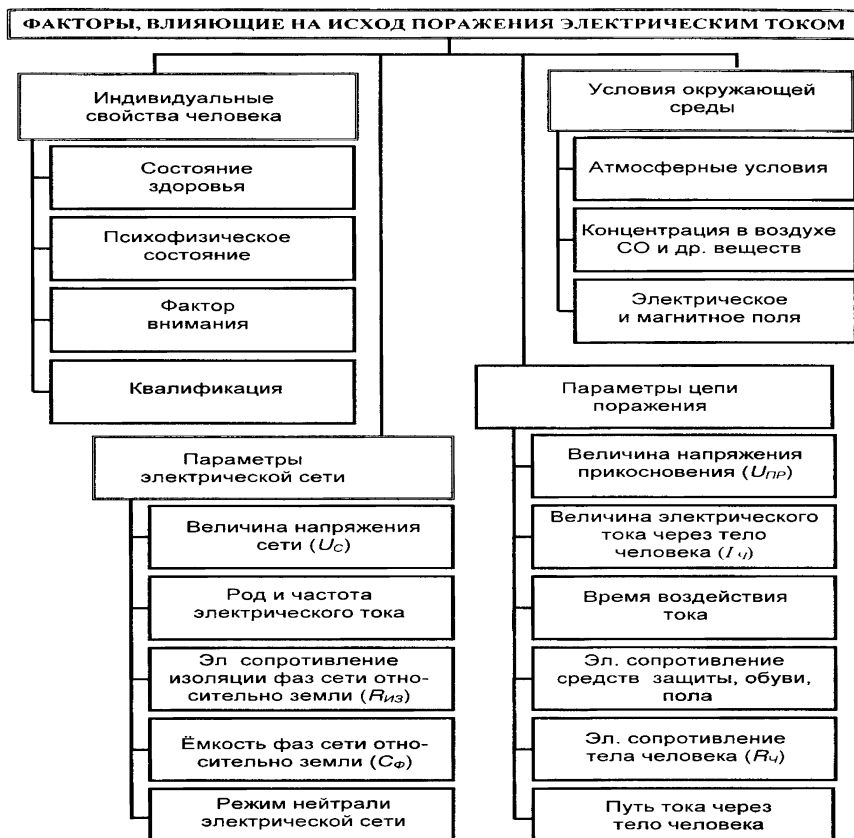 ФАКТОРЫ, ВЛИЯЮЩИЕ НА ИСХОД ПОРАЖЕНИЯ ЭЛЕКТРИЧЕСКИМ ТОКОМ
Индивидуальные
свойства человека
Состояние
здоровья
Психофизическое
состояние
Фактор
внимания
Квалификация
Условия окружающей
среды
Атмосферные условия
Концентрация в воздухе
СО и др. веществ
Электрическое
и магнитное поля
Параметры
электрической сети
Величина напряжения
сети (UС)
Род и частота
электрического тока
Эл сопротивление
изоляции фаз сети отно-
сительно земли (RИЗ)
Ёмкость фаз сети отно-
сительно земли (CФ)
Режим нейтрали
электрической сети
Параметры цепи
поражения
Величина напряжения
прикосновения (UПР)
Величина электрического
тока через тело
человека (IЧ)
Время воздействия
тока
Эл. сопротивление
средств защиты, обуви,
пола
Эл. сопротивление
тела человека (RЧ)
Путь тока через
тело человека